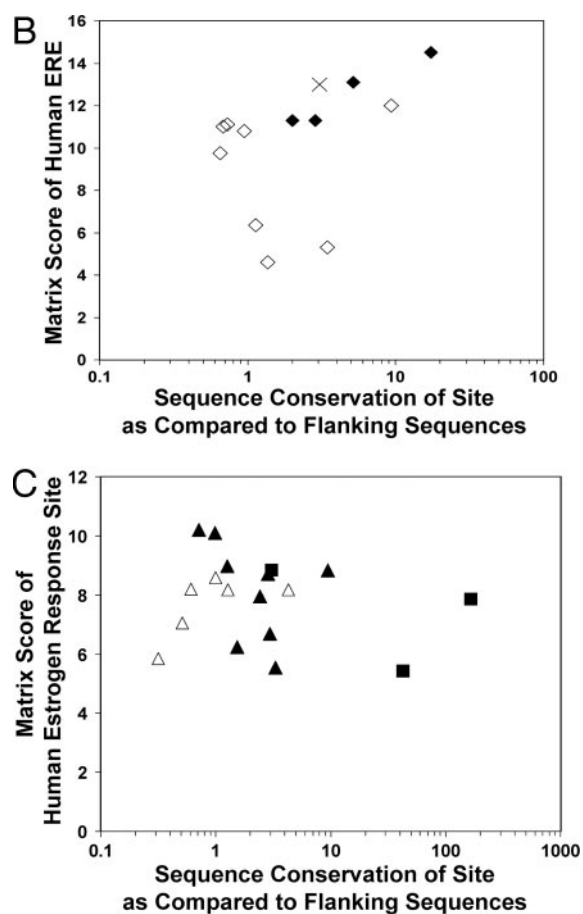 B
Matrix Score of Human ERE
16
14
12
10
8
6
4
2
0
0.1 1 10 100
Sequence Conservation of Site
as Compared to Flanking Sequences
C
Matrix Score of
Human Estrogen Response Site
12
10
8
6
4
2
0
0.1 1 10 100 1000
Sequence Conservation of Site
as Compared to Flanking Sequences